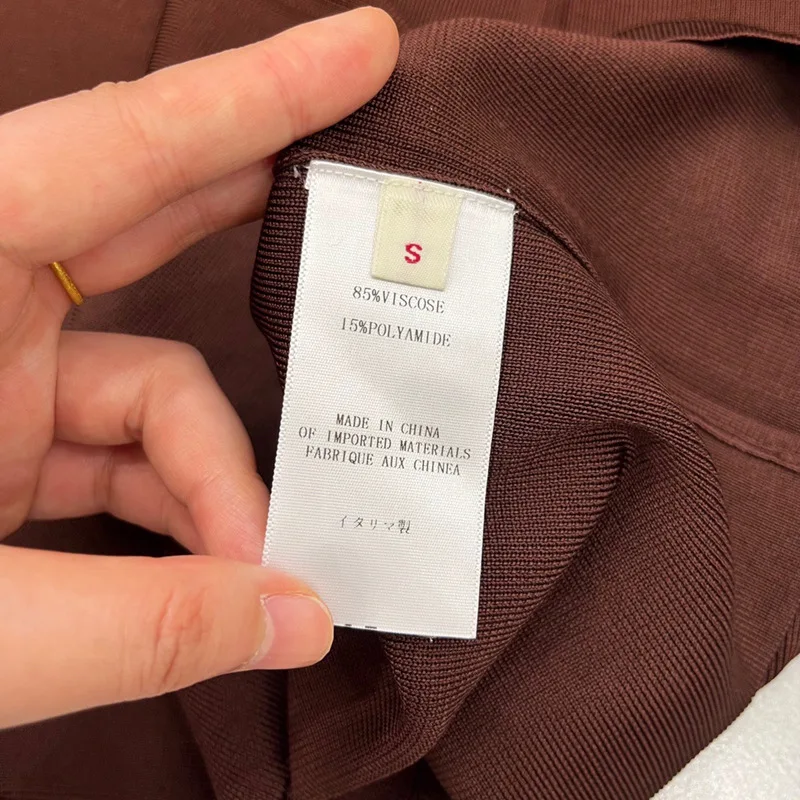 S
85%VISCOSE
15%POLYAMIDE
MADE IN CHINA
OF IMPORTED MATERIALS
FABRIQUE AUX CHINEA
イタリマ製